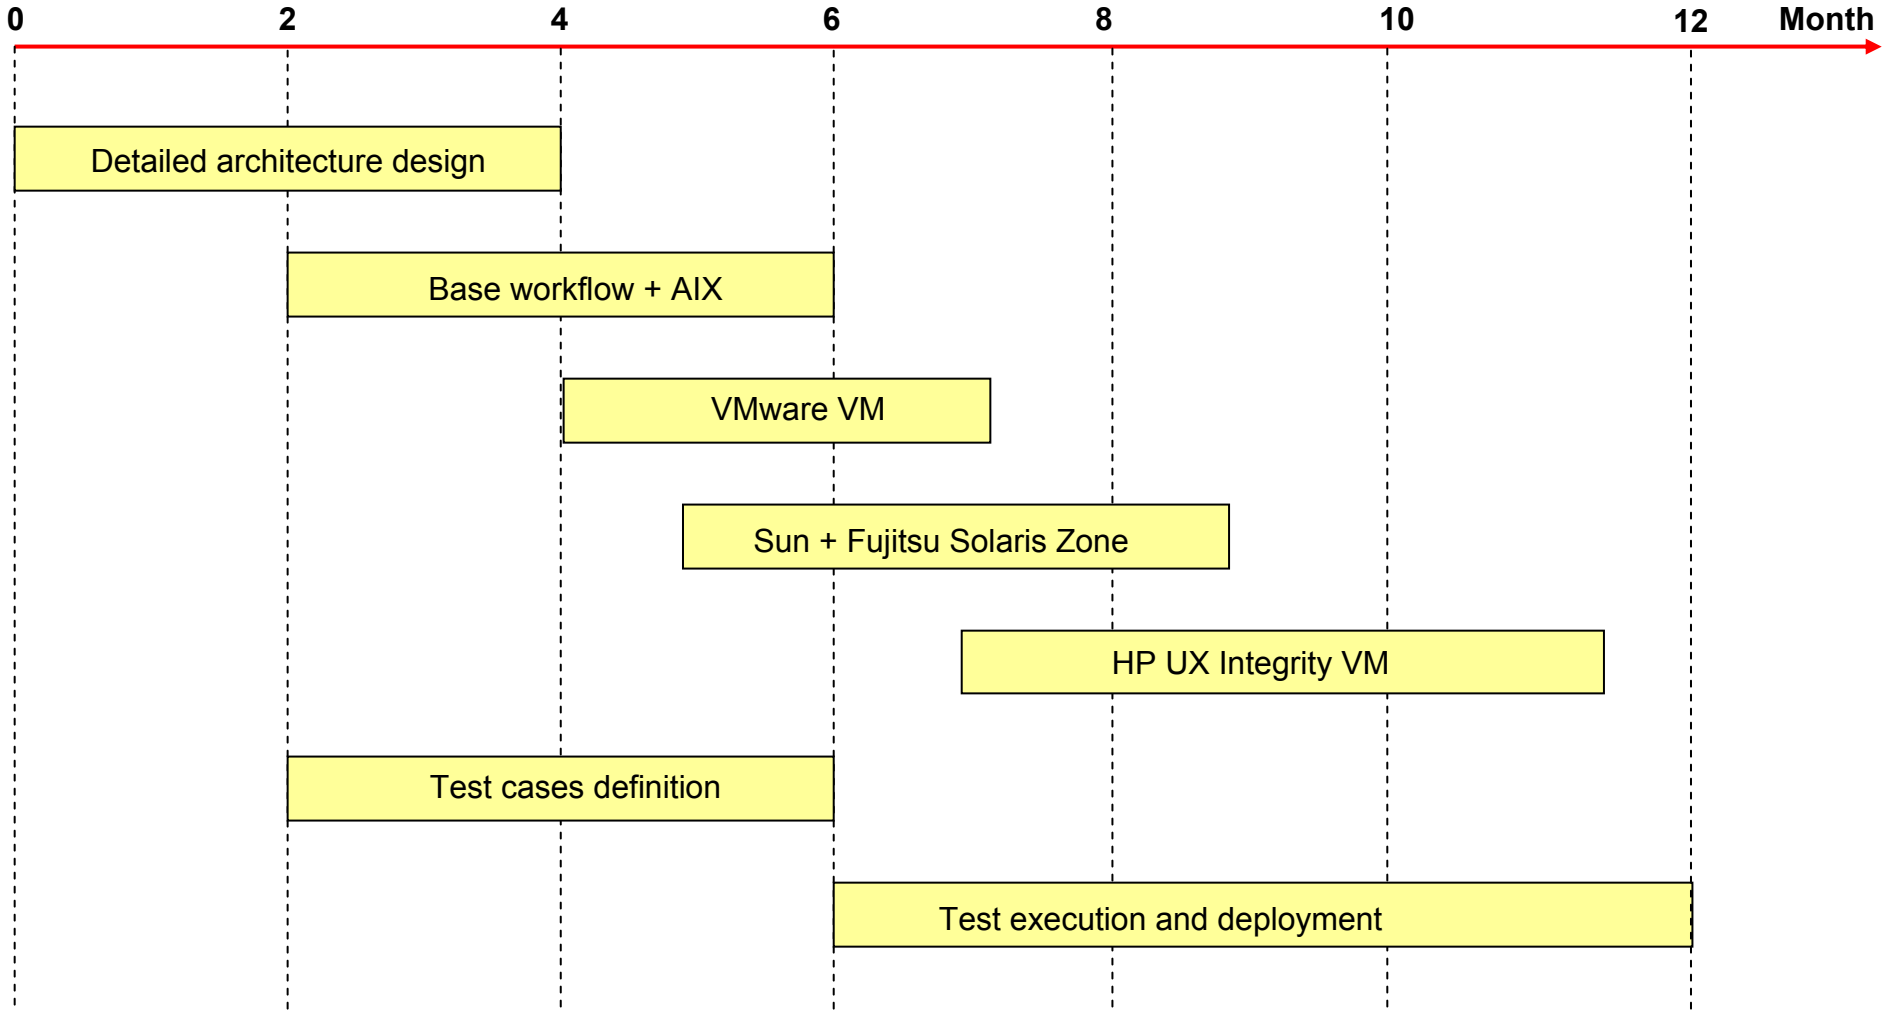 0 2 4 6 8 10 12 Month
Detailed architecture design
Base workflow + AIX
VMware VM
Sun + Fujitsu Solaris Zone
HP UX Integrity VM
Test cases definition
Test execution and deployment